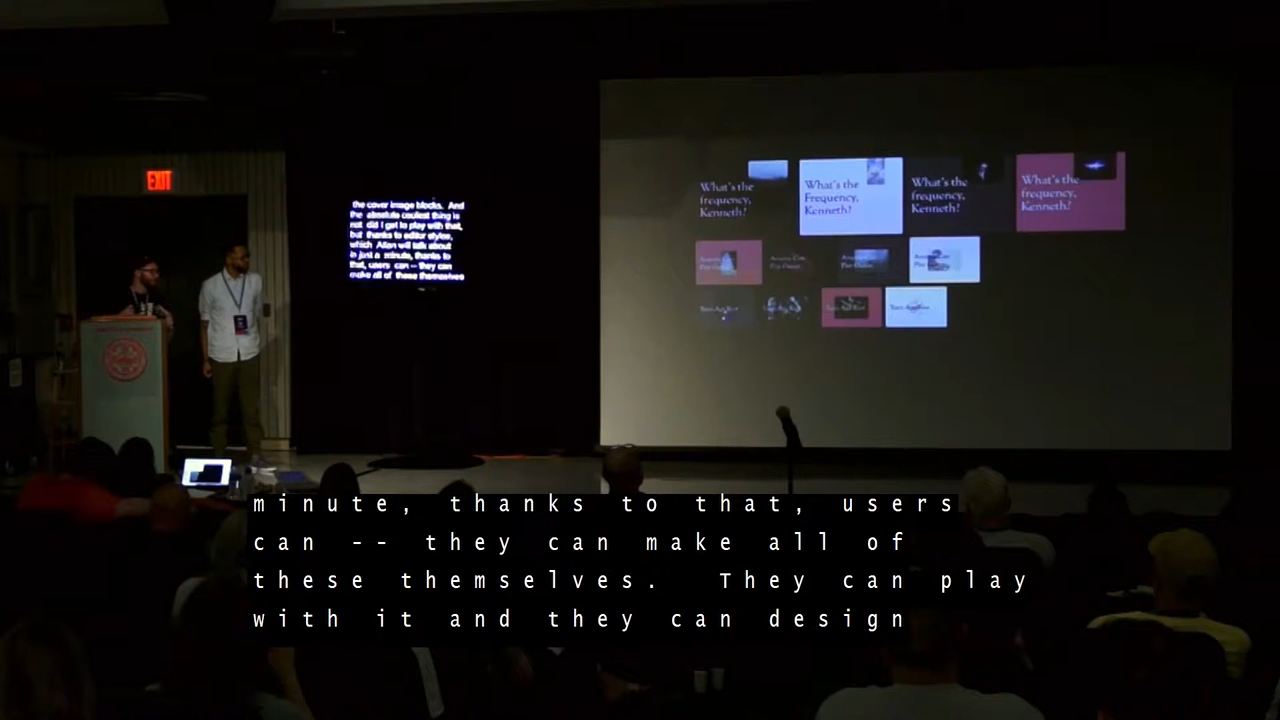 EXIT
the cover image blocks. And
the absolute coolest thing is
not did I get to play with that,
but thanks to editor styles,
which Allan will talk about
in just a minute, thanks to
that, users can -- they can
make all of these themselves
What's the
frequency,
Kenneth?
What's the
Frequency,
Kenneth?
What's the
frequency,
Kenneth?
What's the
frequency,
Kenneth?
minute, thanks to that, users
can -- they can make all of
these themselves. They can play
with it and they can design